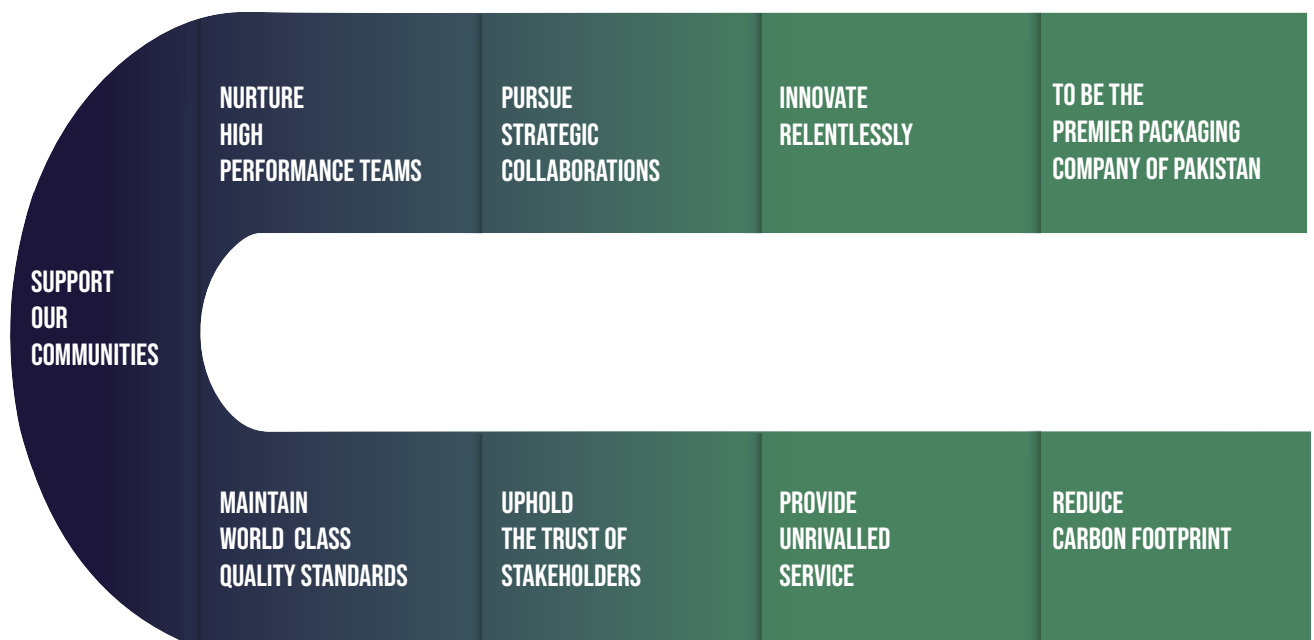 NURTURE
HIGH
PERFORMANCE TEAMS
PURSUE
STRATEGIC
COLLABORATIONS
INNOVATE
RELENTLESSLY
TO BE THE
PREMIER PACKAGING
COMPANY OF PAKISTAN
SUPPORT
OUR
COMMUNITIES
MAINTAIN
WORLD  CLASS
QUALITY STANDARDS
UPHOLD
THE TRUST OF
STAKEHOLDERS
PROVIDE
UNRIVALLED
SERVICE
REDUCE
CARBON FOOTPRINT